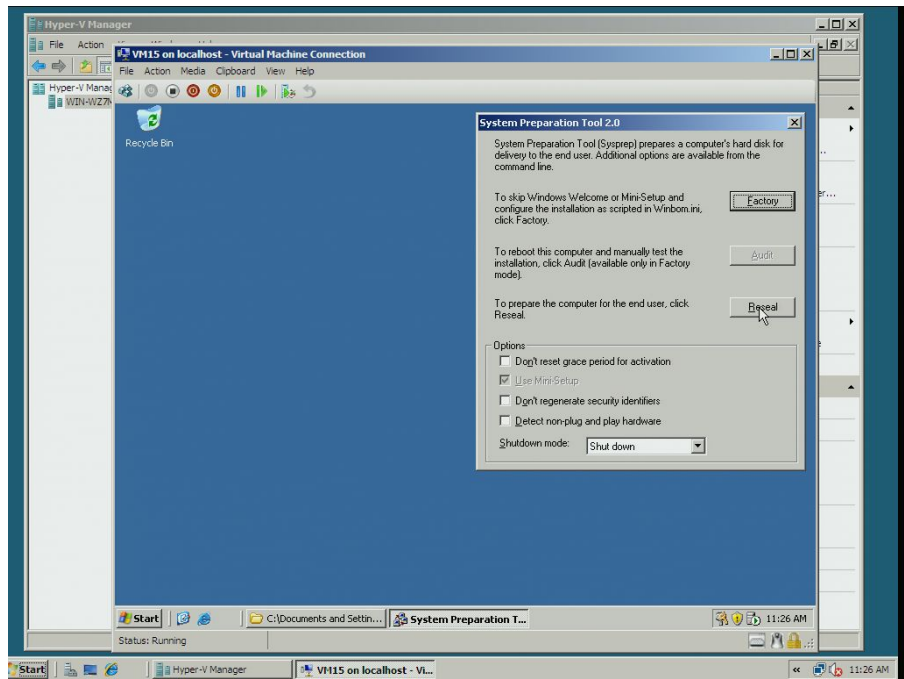 Hyper-V Manager
File Action
VM15 on localhost - Virtual Machine Connection
File Action Media Clipboard View Help
Hyper-V Manag
WIN-WZ7
Recycle Bin
System Preparation Tool 2.0
System Preparation Tool (Sysprep) prepares a computer's hard disk for
delivery to the end user. Additional options are available from the
command line.
To skip Windows Welcome or Mini-Setup and
configure the installation as scripted in Winbom.ini,
click Factory.
Factory
To reboot this computer and manually test the
installation, click Audit (available only in Factory
mode).
Audit
To prepare the computer for the end user, click
Reseal.
Reseal
Options
Don't reset grace period for activation
Use Mini-Setup
Don't regenerate security identifiers
Detect non-plug and play hardware
Shutdown mode: Shut down
er...
Start C:\Documents and Settin... System Preparation T... 11:26 AM
Status: Running
Start Hyper-V Manager VM15 on localhost - Vi... 11:26 AM